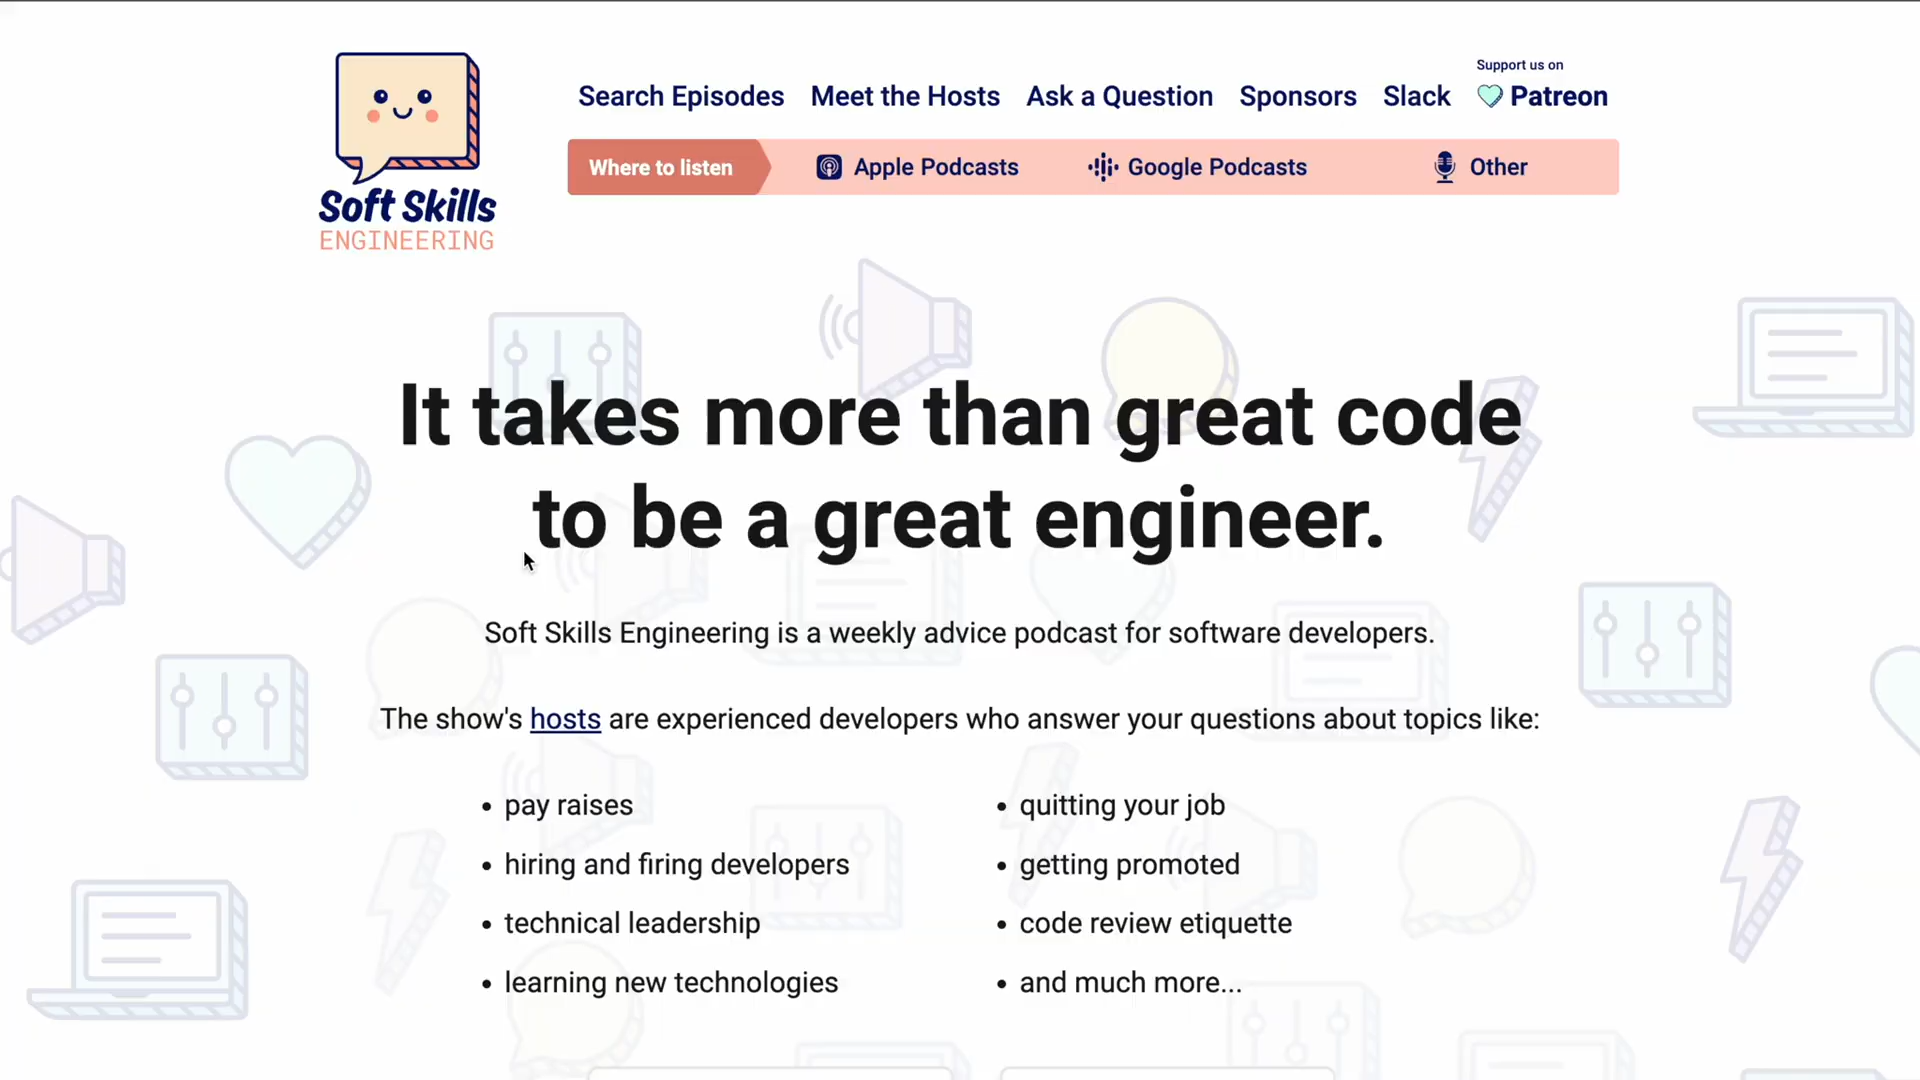 Support us on
Search Episodes Meet the Hosts Ask a Question Sponsors Slack Patreon
Where to listen Apple Podcasts Google Podcasts Other
Soft Skills
ENGINEERING
It takes more than great code
to be a great engineer.
Soft Skills Engineering is a weekly advice podcast for software developers.
The show's hosts are experienced developers who answer your questions about topics like:
• pay raises
• hiring and firing developers
• technical leadership
• learning new technologies
• quitting your job
• getting promoted
• code review etiquette
• and much more...